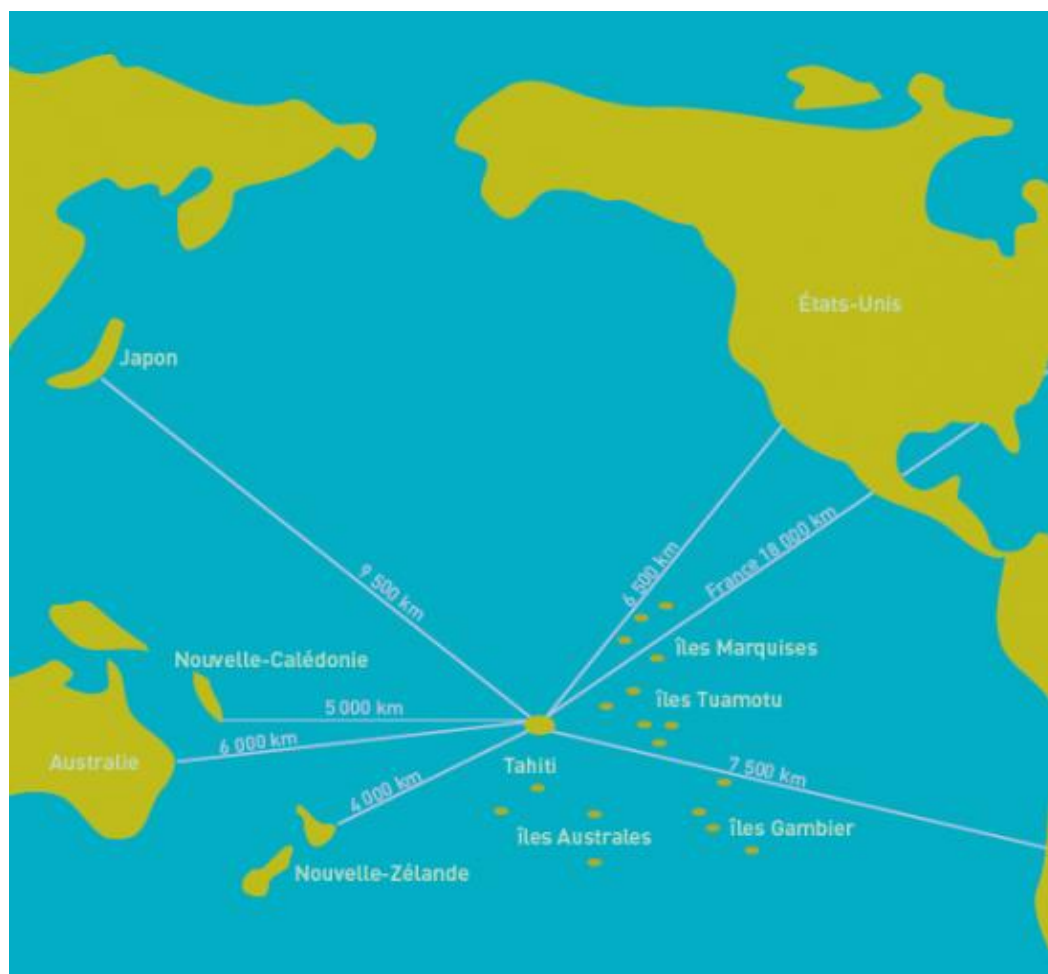 États-Unis
Japon
9 500 km
6 500 km
France 18 000 km
Nouvelle-Calédonie
îles Marquises
îles Tuamotu
5 000 km
6 000 km
Australie
Tahiti
7 500 km
4 000 km
îles Australes
îles Gambier
Nouvelle-Zélande